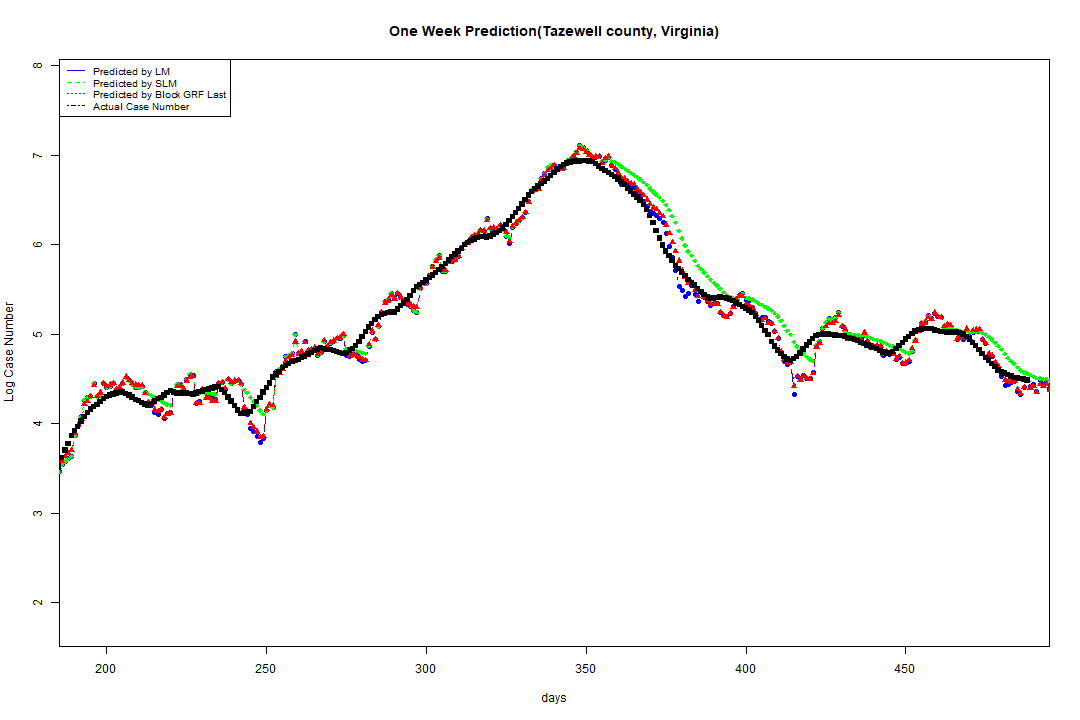 One Week Prediction(Tazewell county, Virginia)
Predicted by LM
Predicted by SLM
Predicted by Block GRF Last
Actual Case Number
Log Case Number
8
7
6
5
4
3
2
200 250 300 350 400 450
days